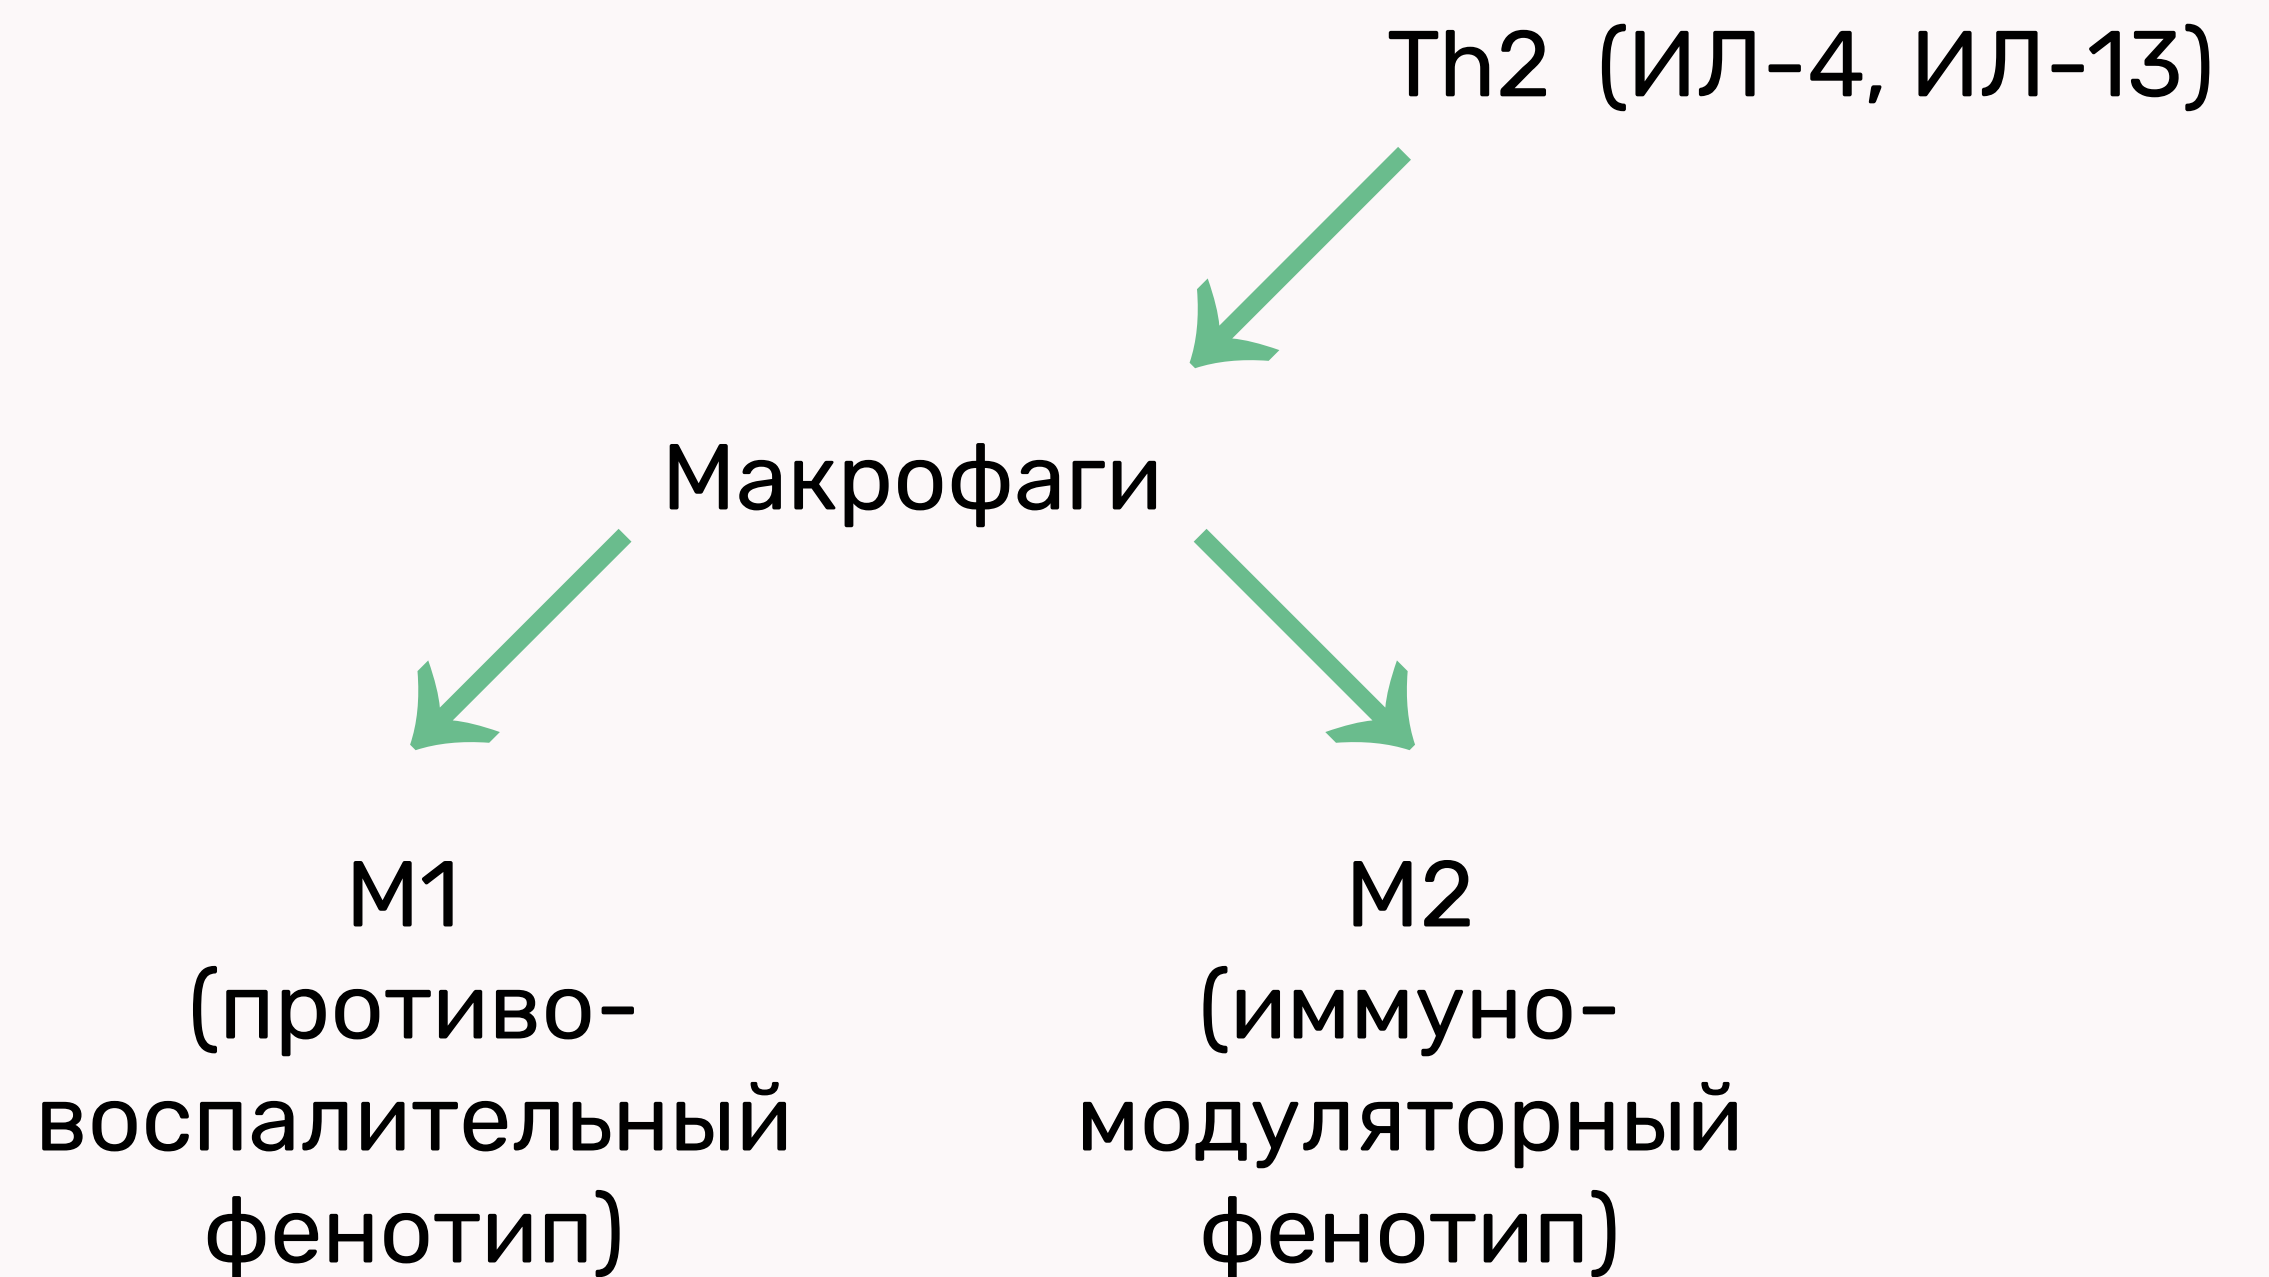 Th2 (ИЛ-4, ИЛ-13)
Макрофаги
М1
(противо-
воспалительный
фенотип)
М2
(иммуно-
модуляторный
фенотип)